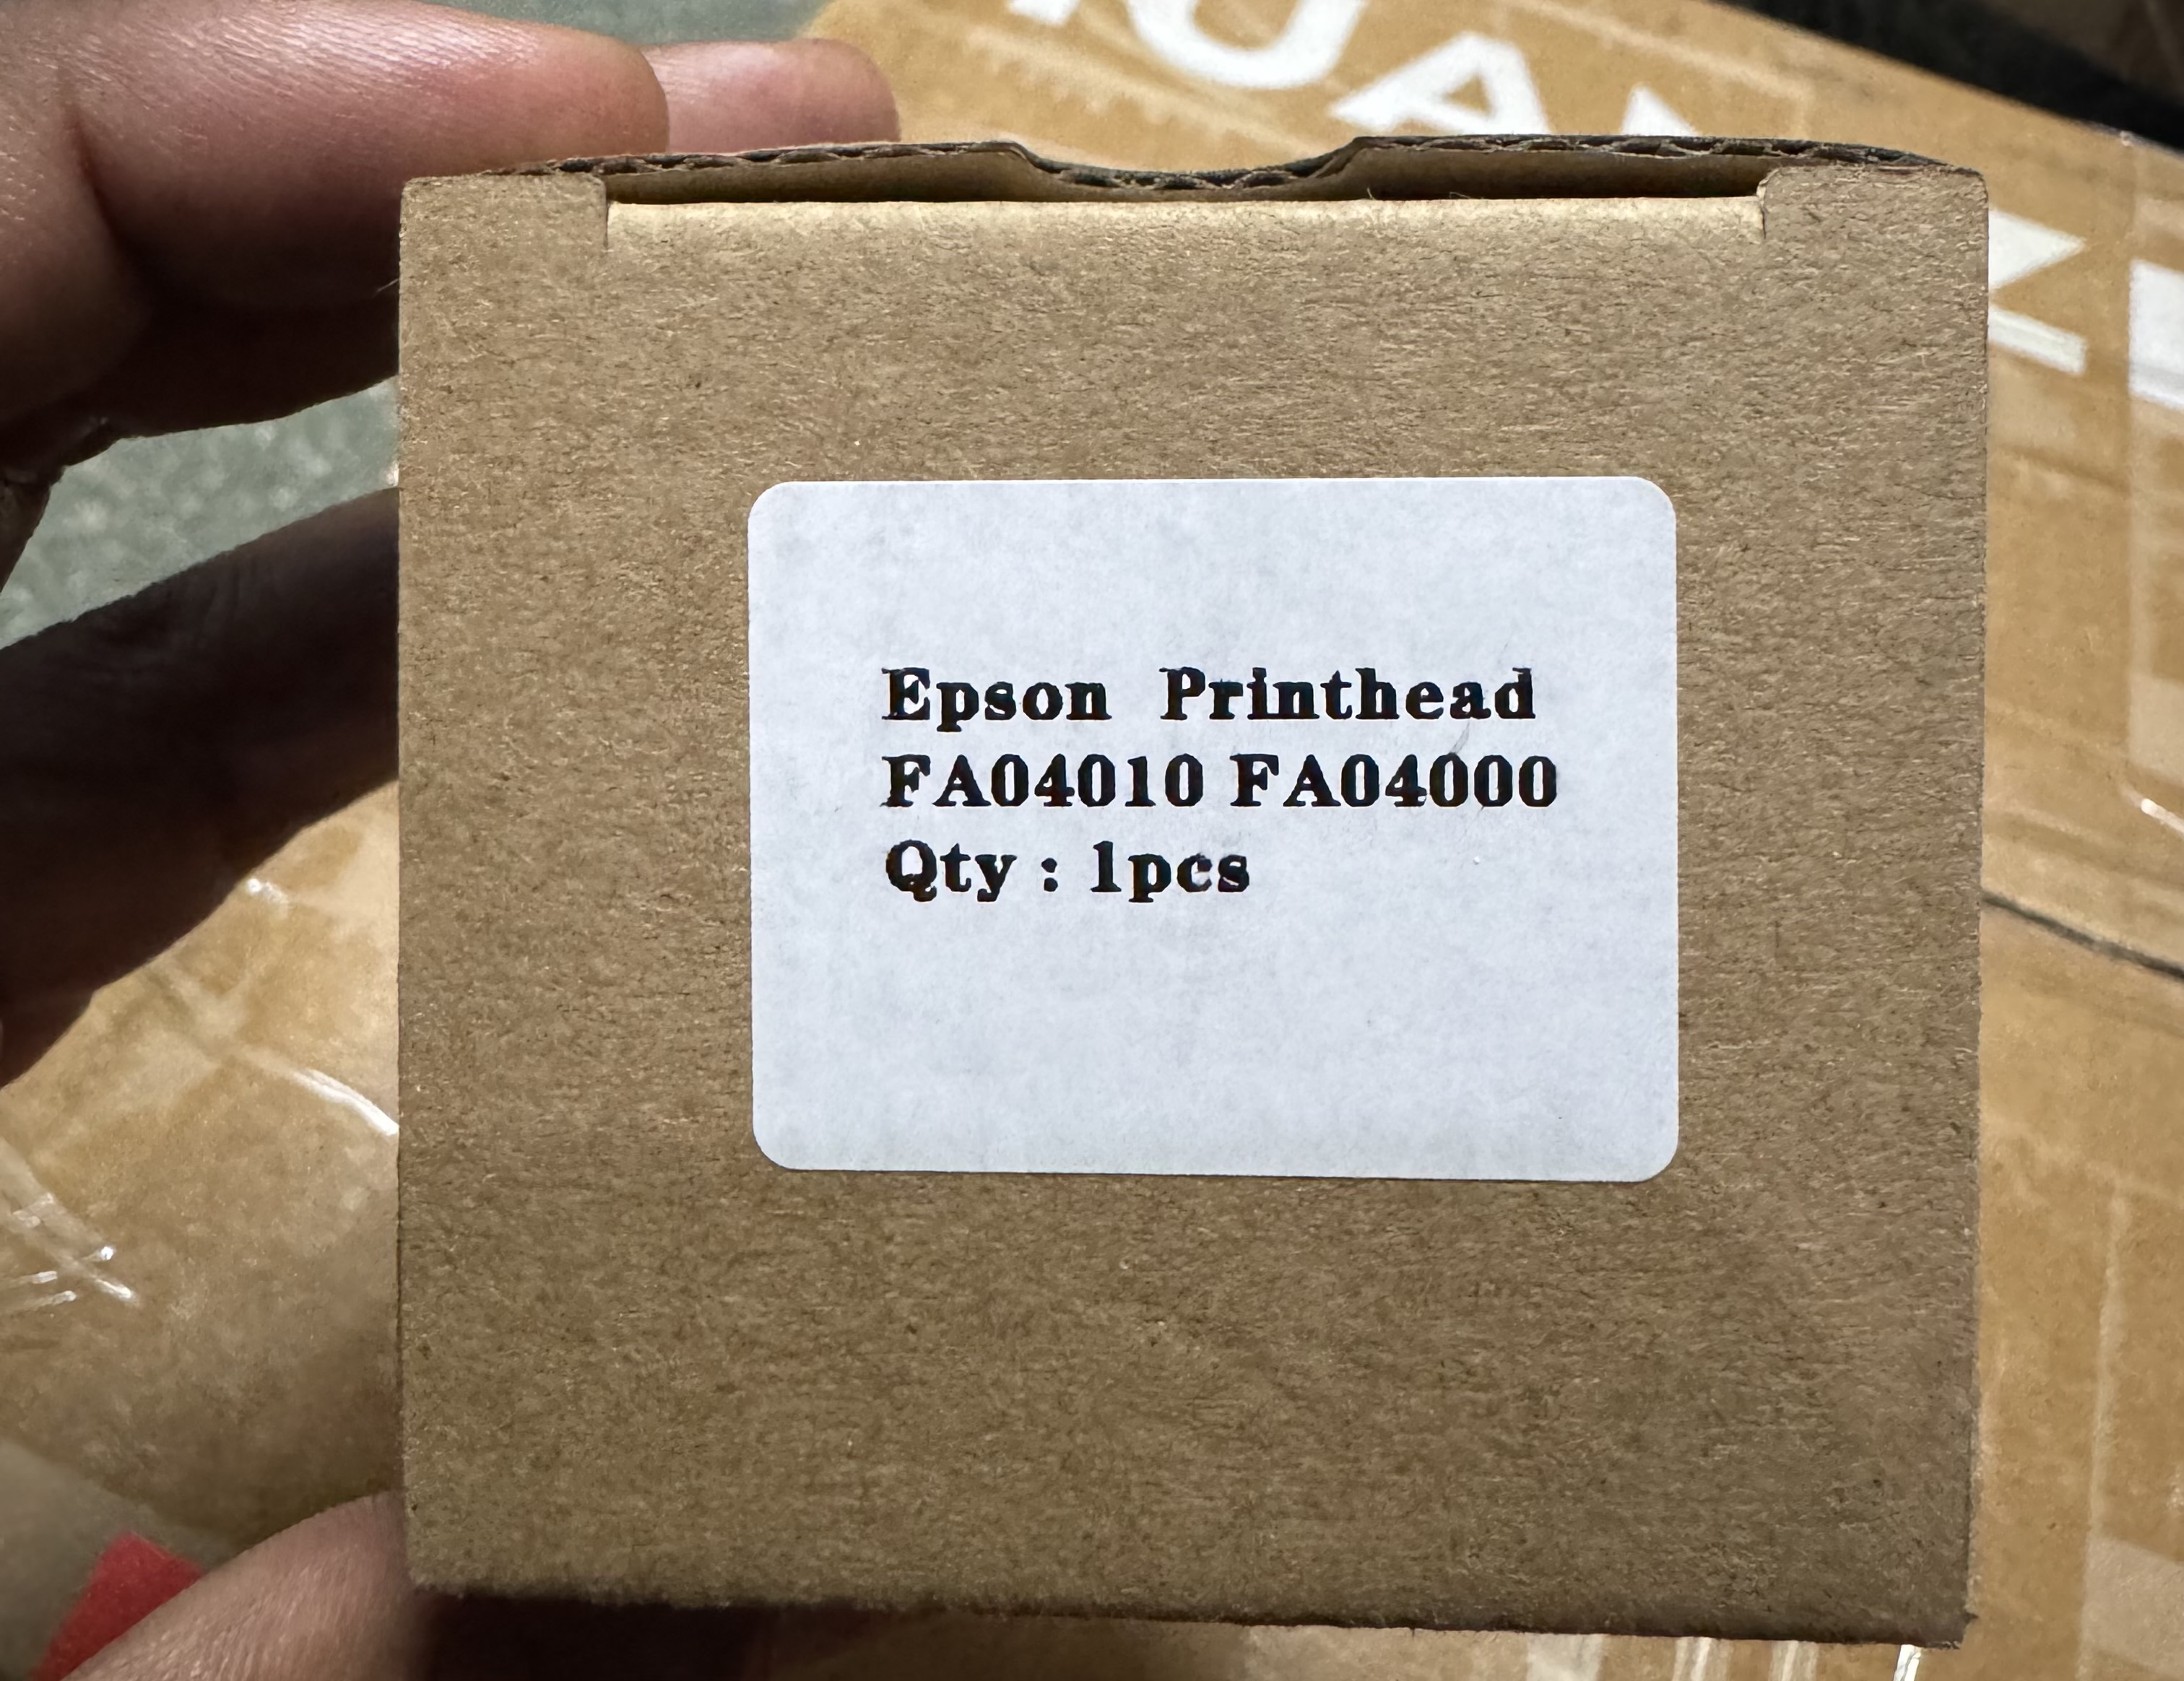 Epson Printhead
FA04010 FA04000
Qty : 1pcs